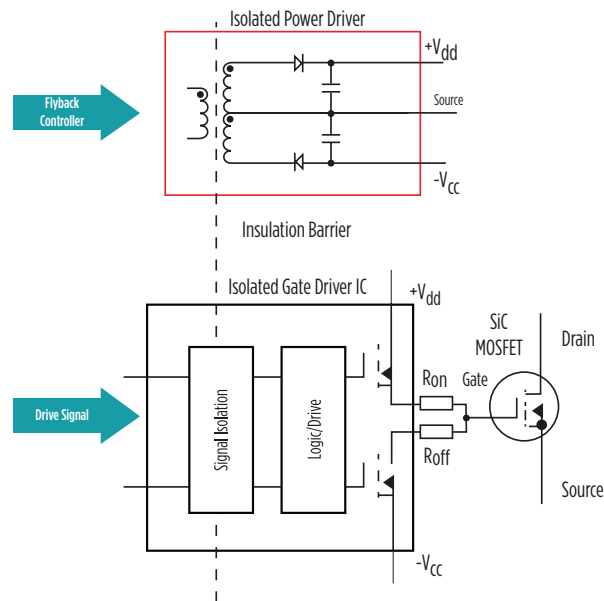 Isolated Power Driver
+Vdd
Flyback
Controller
Source
-Vcc
Insulation Barrier
Isolated Gate Driver IC
+Vdd
SiC
MOSFET
Drain
Ron
Gate
Drive Signal
Signal Isolation
Logic/Drive
Roff
Source
-Vcc